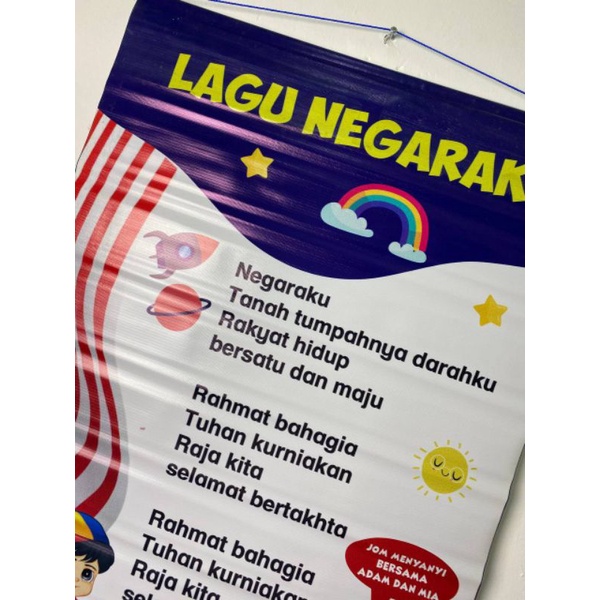 LAGU NEGARAK
Negaraku
Tanah tumpahnya darahku
Rakyat hidup
bersatu dan maju
Rahmat bahagia
Tuhan kurniakan
Raja kita
selamat bertakhta
Rahmat bahagia
Tuhan kurniakan
Raja kita
JOM MENYANYI
BERSAMA
ADAM DAN MIA